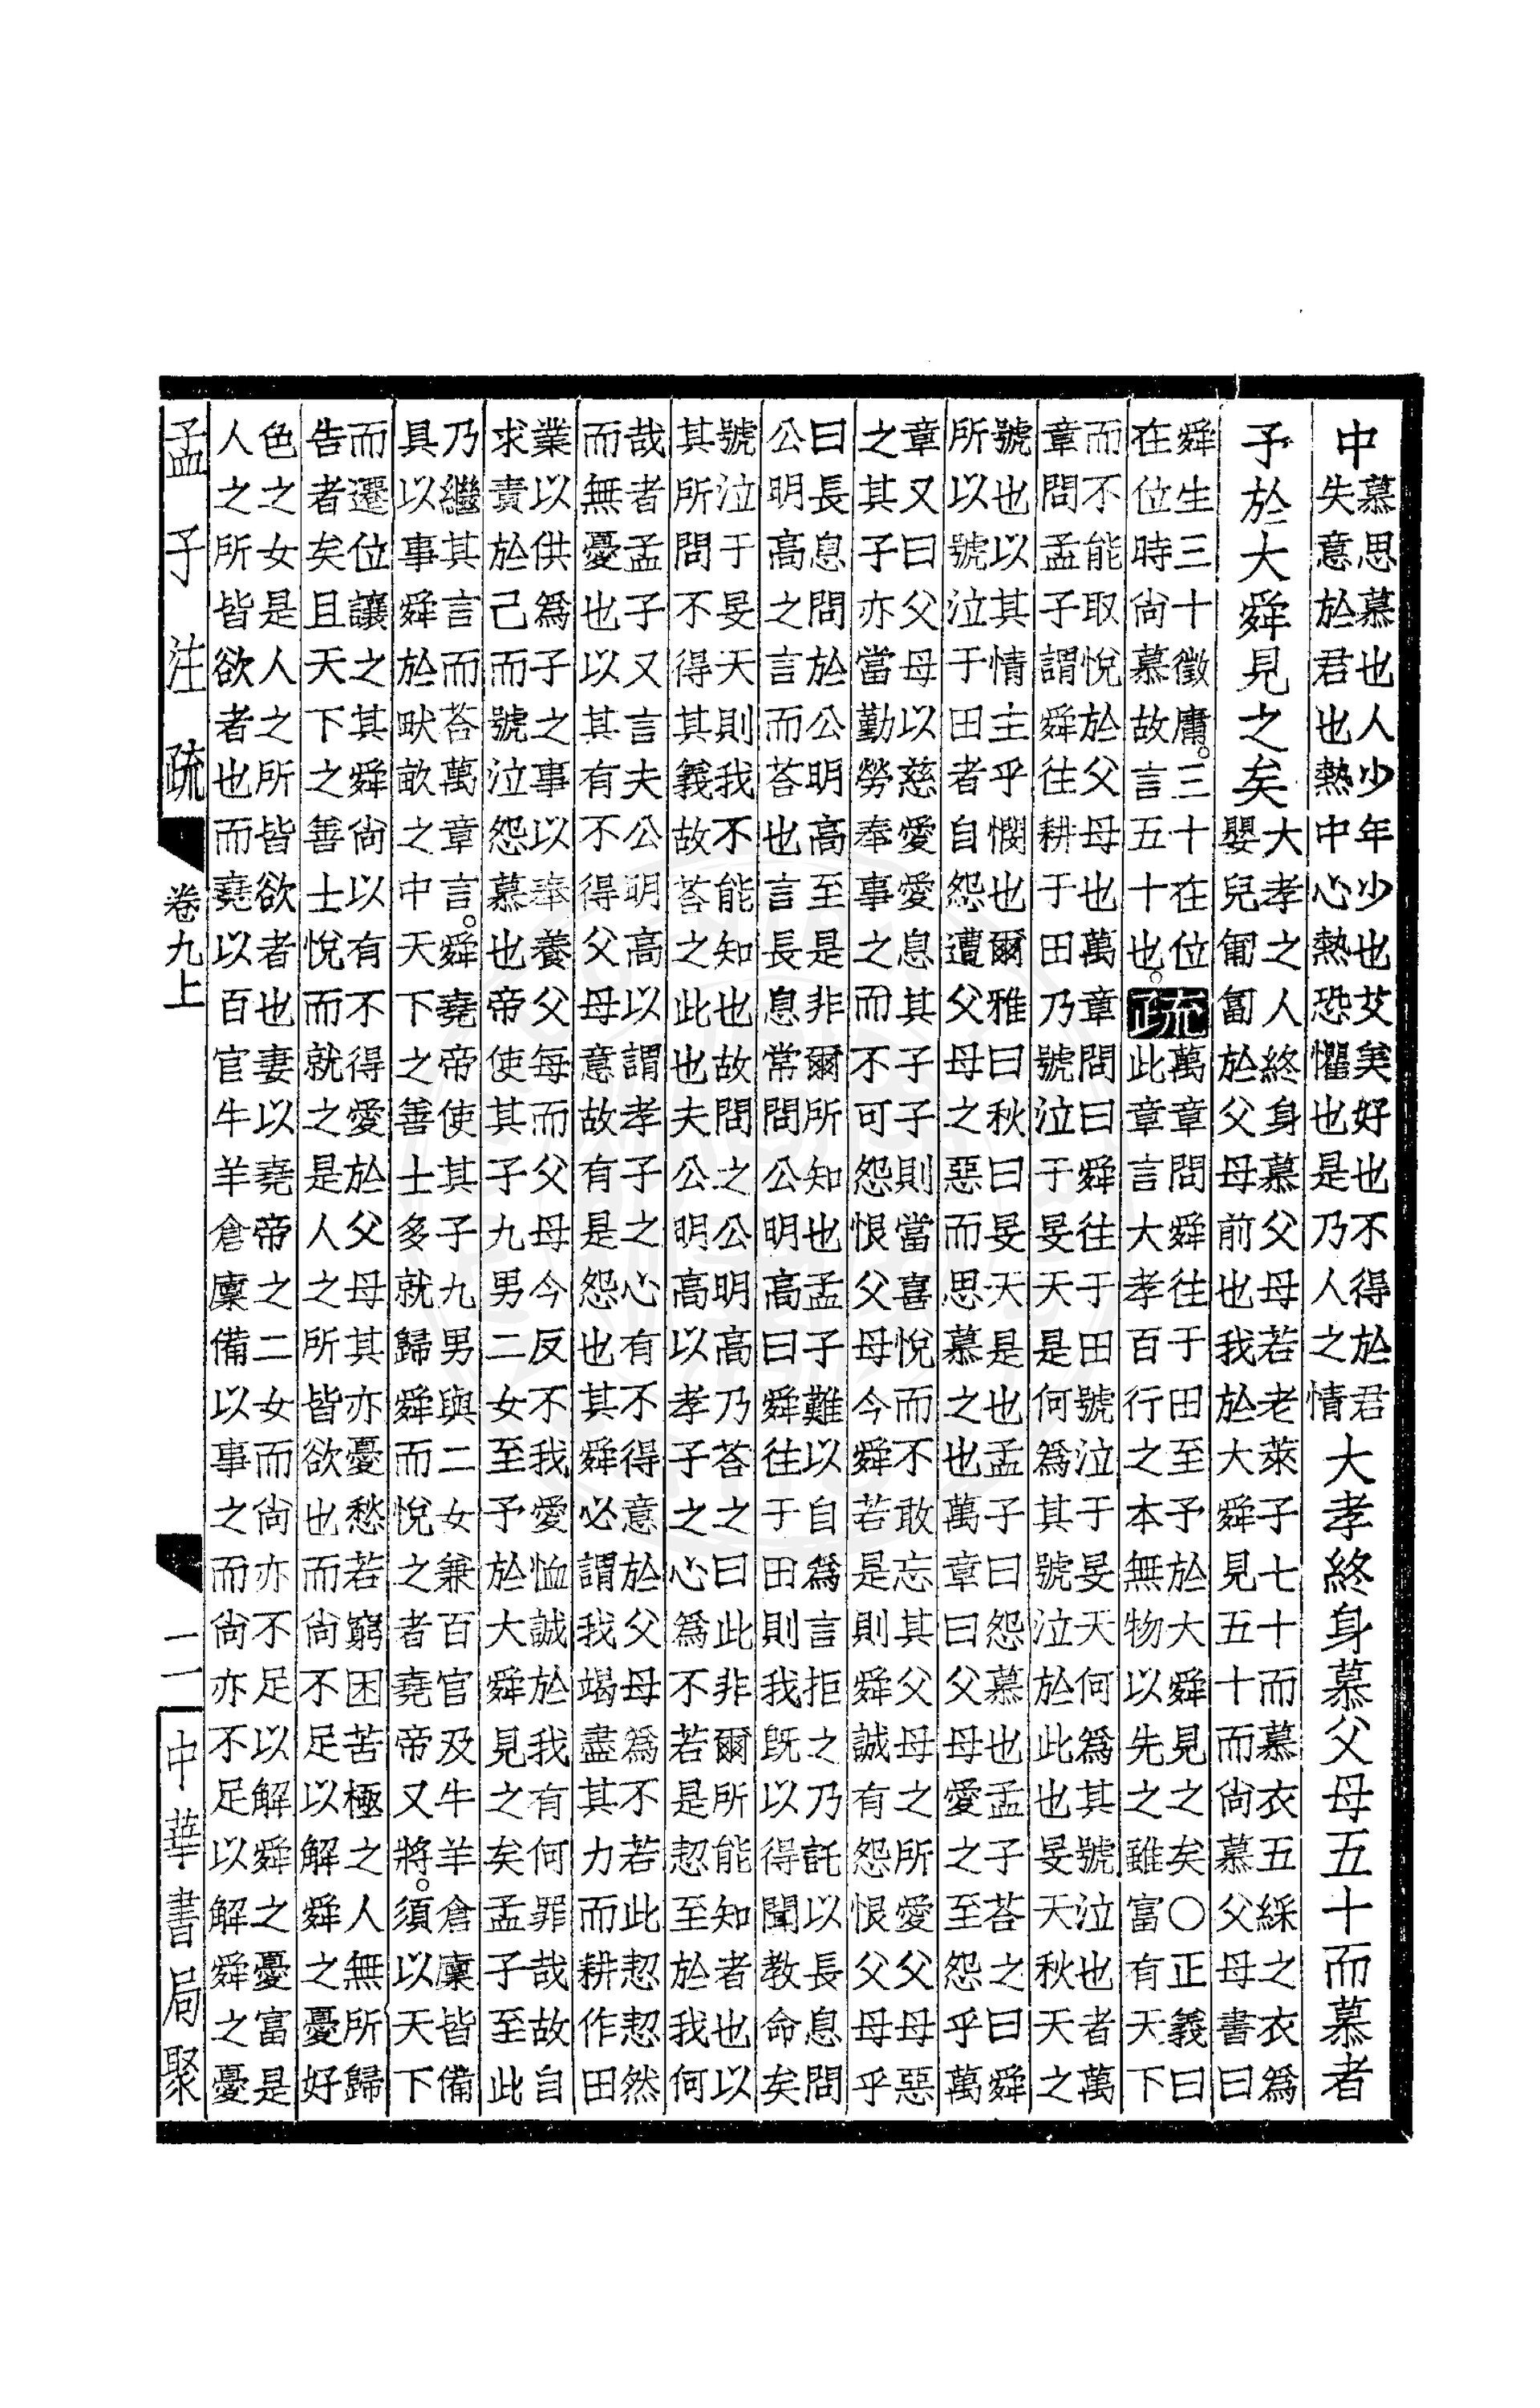 中
慕思慕也人少年少也艾美好也不得於君
失意於君也熱中心熱恐懼也是乃人之情
大孝終身慕父母五十而慕者
予於大舜見之矣
大孝之人終身慕父母若老萊子七十而慕衣五綵之衣爲
嬰兒匍匐於父母前也我於大舜見五十而尙慕父母書曰
舜生三十徵庸。三十在位
在位時尙慕故言五十也。
疏
萬章問舜往于田至予於大舜見之矣○正義曰
此章言大孝百行之本無物以先之雖富有天下
而不能取悅於父母也萬章問曰舜往于田號泣于旻天何爲其號泣也者萬
章問孟子謂舜往耕于田乃號泣于旻天是何爲其號泣於此也旻天秋天之
號也以其情主乎憫也爾雅曰秋曰旻天是也孟子曰怨慕也孟子荅之曰舜
所以號泣于田者自怨遭父母之惡而思慕之也萬章曰父母愛之至怨乎萬
章又曰父母以慈愛愛息其子子則當喜悅而不敢忘其父母之所愛父母惡
之其子亦當勤勞奉事之而不可怨恨父母今舜若是則舜誠有怨恨父母乎
曰長息問於公明高至是非爾所知也孟子難以自爲言拒之乃託以長息問
公明高之言而荅也言長息常問公明高曰舜往于田則我旣以得聞教命矣
號泣于旻天則我不能知也故問之公明高乃荅之曰此非爾所能知者也以
其所問不得其義故荅之此也夫公明高以孝子之心爲不若是恝至於我何
哉者孟子又言夫公明高以謂孝子之心有不得意於父母爲不若此恝恝然
而無憂也以其有不得父母意故有是怨也其舜必謂我竭盡其力而耕作田
業以供爲子之事以奉養父每而父母今反不我愛恤誠於我有何罪哉故自
求責於己而號泣怨慕也帝使其子九男二女至予於大舜見之矣孟子至此
乃繼其言而荅萬章言。舜堯帝使其子九男與二女兼百官及牛羊倉廩皆備
具以事舜於畎畝之中天下之善士多就歸舜而悅之者堯帝又將。須以天下
而遷位讓之其舜尙以有不得愛於父母其亦憂愁若窮困苦極之人無所歸
告者矣且天下之善士悅而就之是人之所皆欲也而尙不足以解舜之憂好
色之女是人之所皆欲者也妻以堯帝之二女而尙亦不足以解舜之憂富是
人之所皆欲者也而堯以百官牛羊倉廩備以事之而尙亦不足以解舜之憂
孟子注疏 卷九上 二 中華書局聚